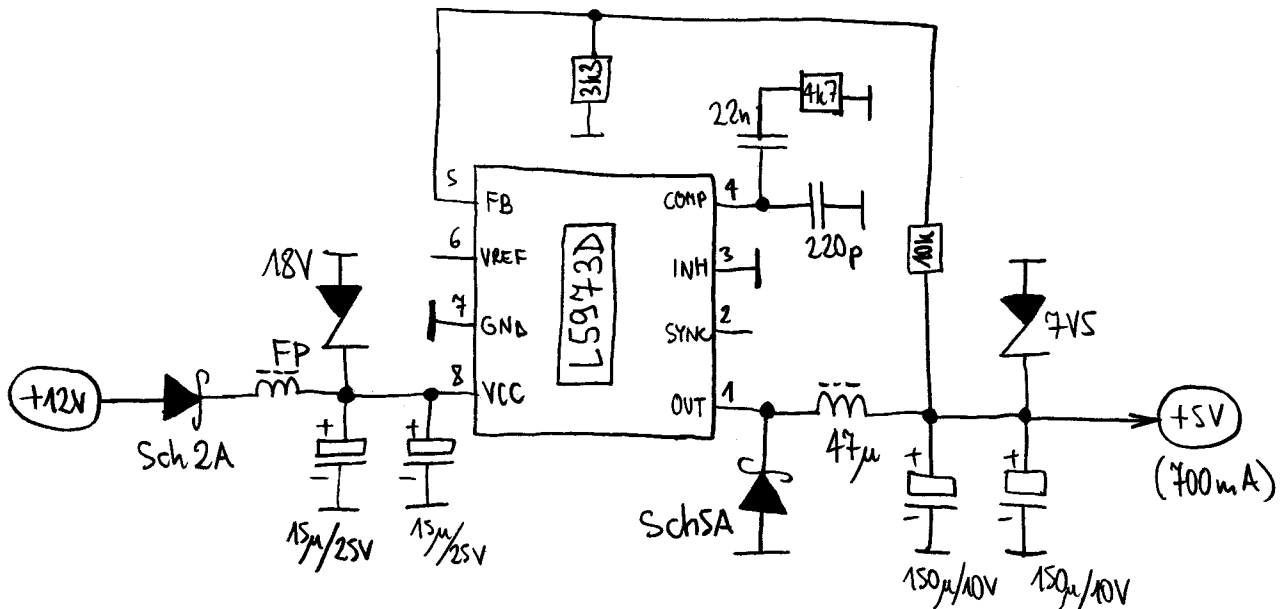 3k3
4k7
22n
5
FB
COMP
4
220p
10k
6
VREF
INH
3
18V
7
GND
L5973D
SYNC
2
7V5
FP
8
VCC
OUT
1
+12V
Sch 2A
47µ
+5V
(700mA)
+
-
+
-
+
-
+
-
15µ/25V
15µ/25V
Sch5A
150µ/10V
150µ/10V